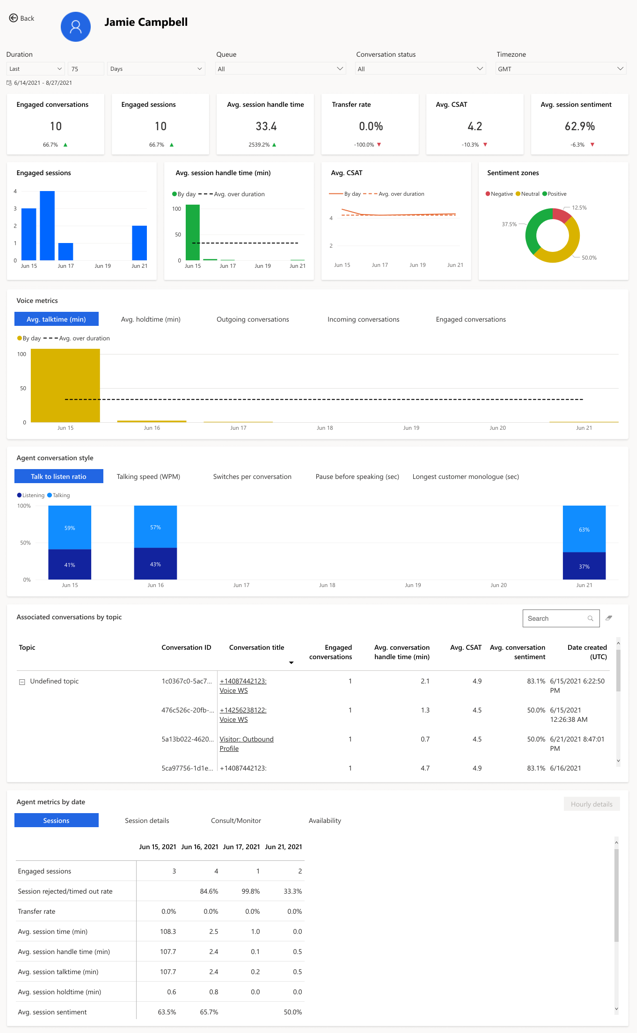 Back
Jamie Campbell
Duration
Queue
Conversation status
Timezone
Last 75 Days
All
All
GMT
6/14/2021 - 8/27/2021
Engaged conversations
10
66.7%
Engaged sessions
10
66.7%
Avg. session handle time
33.4
2539.2%
Transfer rate
0.0%
-100.0%
Avg. CSAT
4.2
-10.3%
Avg. session sentiment
62.9%
-6.3%
Engaged sessions
4
3
2
1
0
Jun 15 Jun 17 Jun 19 Jun 21
Avg. session handle time (min)
By day Avg. over duration
100
50
0
Jun 15 Jun 17 Jun 19 Jun 21
Avg. CSAT
By day Avg. over duration
4
2
Jun 15 Jun 17 Jun 19 Jun 21
Sentiment zones
Negative Neutral Positive
12.5%
37.5%
50.0%
Voice metrics
Avg. talktime (min) Avg. holdtime (min) Outgoing conversations Incoming conversations Engaged conversations
By day Avg. over duration
100
50
0
Jun 15 Jun 16 Jun 17 Jun 18 Jun 19 Jun 20 Jun 21
Agent conversation style
Talk to listen ratio Talking speed (WPM) Switches per conversation Pause before speaking (sec) Longest customer monologue (sec)
Listening Talking
100%
50%
0%
59% 57% 63%
41% 43% 37%
Jun 15 Jun 16 Jun 17 Jun 18 Jun 19 Jun 20 Jun 21
Associated conversations by topic
Search
Topic Conversation ID Conversation title Engaged conversations Avg. conversation handle time (min) Avg. CSAT Avg. conversation sentiment Date created (UTC)
Undefined topic 1c0367c0-5ac7... +14087442123: Voice WS 1 2.1 4.9 83.1% 6/15/2021 6:22:50 PM
476c526c-20fb-... +14256238122: Voice WS 1 1.3 4.5 50.0% 6/15/2021 12:26:38 AM
5a13b022-4620... Visitor: Outbound Profile 1 0.7 4.5 50.0% 6/21/2021 8:47:01 PM
5ca97756-1d1e... +14087442123: 1 4.7 4.9 83.1% 6/16/2021
Agent metrics by date
Hourly details
Sessions Session details Consult/Monitor Availability
Jun 15, 2021 Jun 16, 2021 Jun 17, 2021 Jun 21, 2021
Engaged sessions 3 4 1 2
Session rejected/timed out rate 84.6% 99.8% 33.3%
Transfer rate 0.0% 0.0% 0.0% 0.0%
Avg. session time (min) 108.3 2.5 1.0 0.0
Avg. session handle time (min) 107.7 2.4 0.1 0.5
Avg. session talktime (min) 107.7 2.4 0.2 0.5
Avg. session holdtime (min) 0.6 0.8 0.0 0.0
Avg. session sentiment 63.5% 65.7% 50.0%